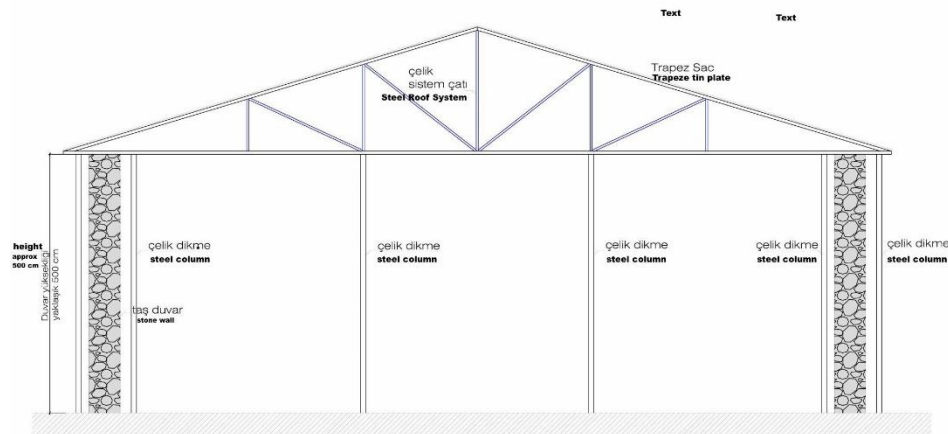 Text
Text
çelik
sistem çatı
Steel Roof System
Trapez Sac
Trapeze tin plate
height
approx
500 cm
Duvar yüksekliği
yaklaşık 500 cm
çelik dikme
steel column
çelik dikme
steel column
çelik dikme
steel column
çelik dikme
steel column
çelik dikme
steel column
taş duvar
stone wall